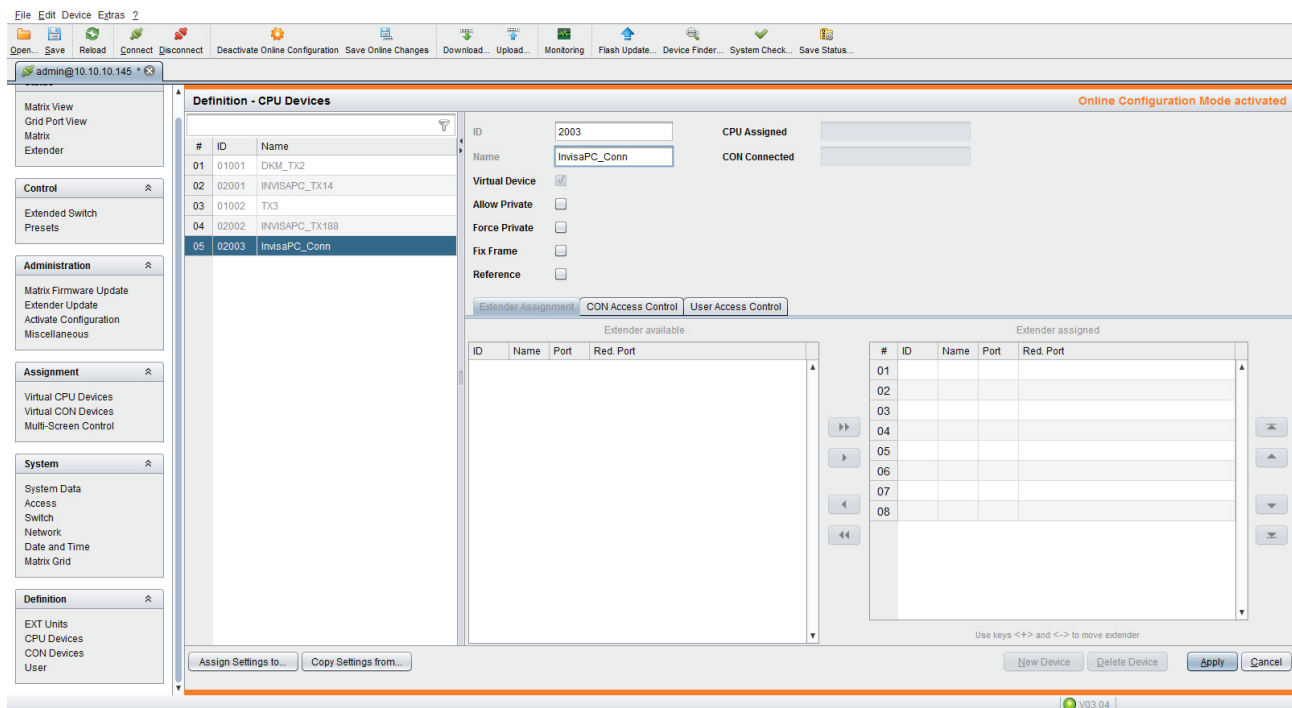 File Edit Device Extras ?
Open... Save Reload Connect Disconnect Deactivate Online Configuration Save Online Changes Download... Upload... Monitoring Flash Update... Device Finder... System Check... Save Status...
admin@10.10.10.145 *
Matrix View
Grid Port View
Matrix
Extender
Control
Extended Switch
Presets
Administration
Matrix Firmware Update
Extender Update
Activate Configuration
Miscellaneous
Assignment
Virtual CPU Devices
Virtual CON Devices
Multi-Screen Control
System
System Data
Access
Switch
Network
Date and Time
Matrix Grid
Definition
EXT Units
CPU Devices
CON Devices
User
Definition - CPU Devices
Online Configuration Mode activated
# ID Name
01 01001 DKM_TX2
02 02001 INVISAPC_TX14
03 01002 TX3
04 02002 INVISAPC_TX188
05 02003 InvisaPC_Conn
ID 2003 CPU Assigned
Name InvisaPC_Conn CON Connected
Virtual Device
Allow Private
Force Private
Fix Frame
Reference
Extender Assignment CON Access Control User Access Control
Extender available
ID Name Port Red. Port
Extender assigned
# ID Name Port Red. Port
01
02
03
04
05
06
07
08
Use keys <+> and <-> to move extender
Assign Settings to... Copy Settings from... New Device Delete Device Apply Cancel
V03.04